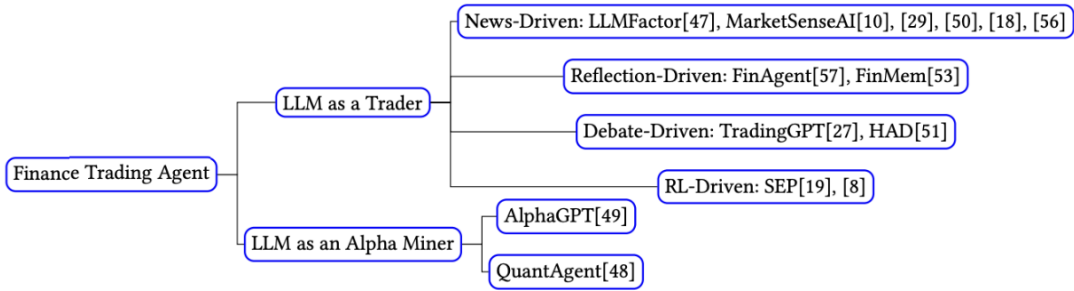 News-Driven: LLMFactor[47], MarketSenseAI[10], [29], [50], [18], [56]
Reflection-Driven: FinAgent[57], FinMem[53]
LLM as a Trader
Debate-Driven: TradingGPT[27], HAD[51]
Finance Trading Agent
RL-Driven: SEP[19], [8]
AlphaGPT[49]
LLM as an Alpha Miner
QuantAgent[48]